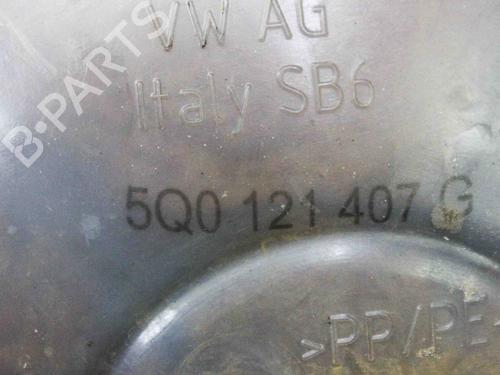 VW AG
Italy SB6
B-PARTS
5Q0 121 407 G
>PP/PE